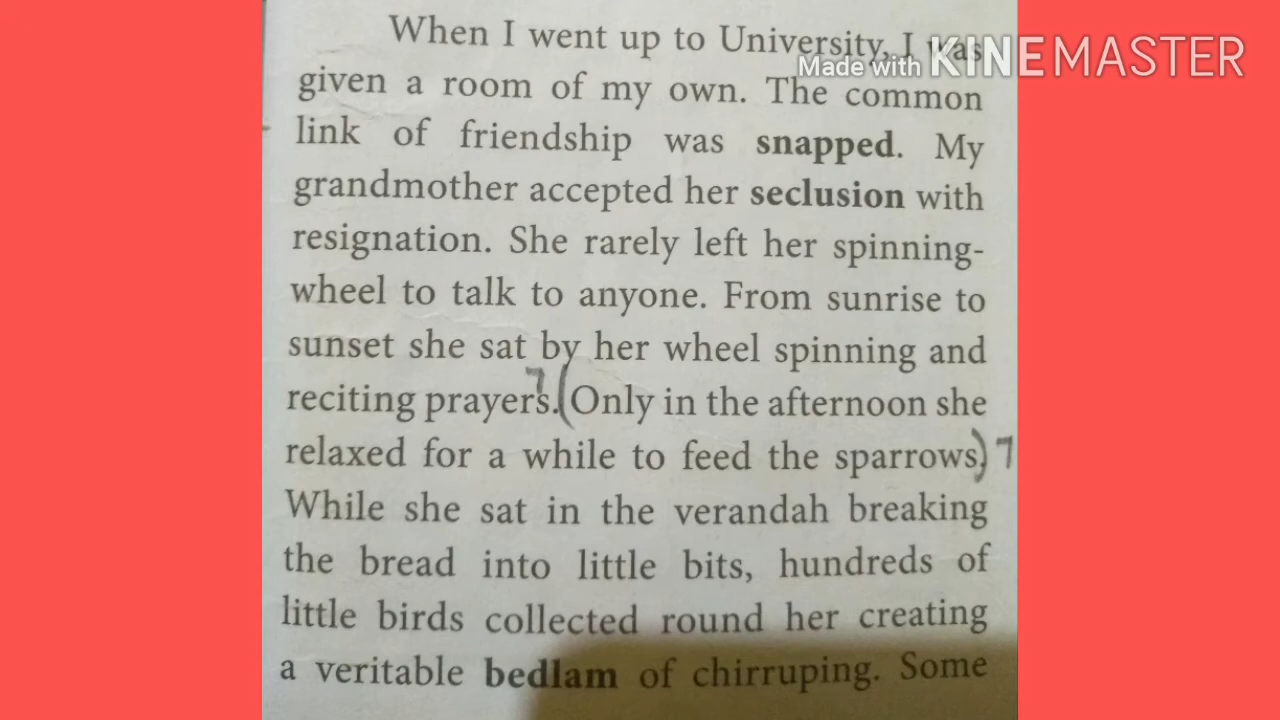 When I went up to University, I was
Made with KINEMASTER
given a room of my own. The common
link of friendship was snapped. My
grandmother accepted her seclusion with
resignation. She rarely left her spinning-
wheel to talk to anyone. From sunrise to
sunset she sat by her wheel spinning and
reciting prayers. (Only in the afternoon she
relaxed for a while to feed the sparrows.) 7
While she sat in the verandah breaking
the bread into little bits, hundreds of
little birds collected round her creating
a veritable bedlam of chirruping. Some